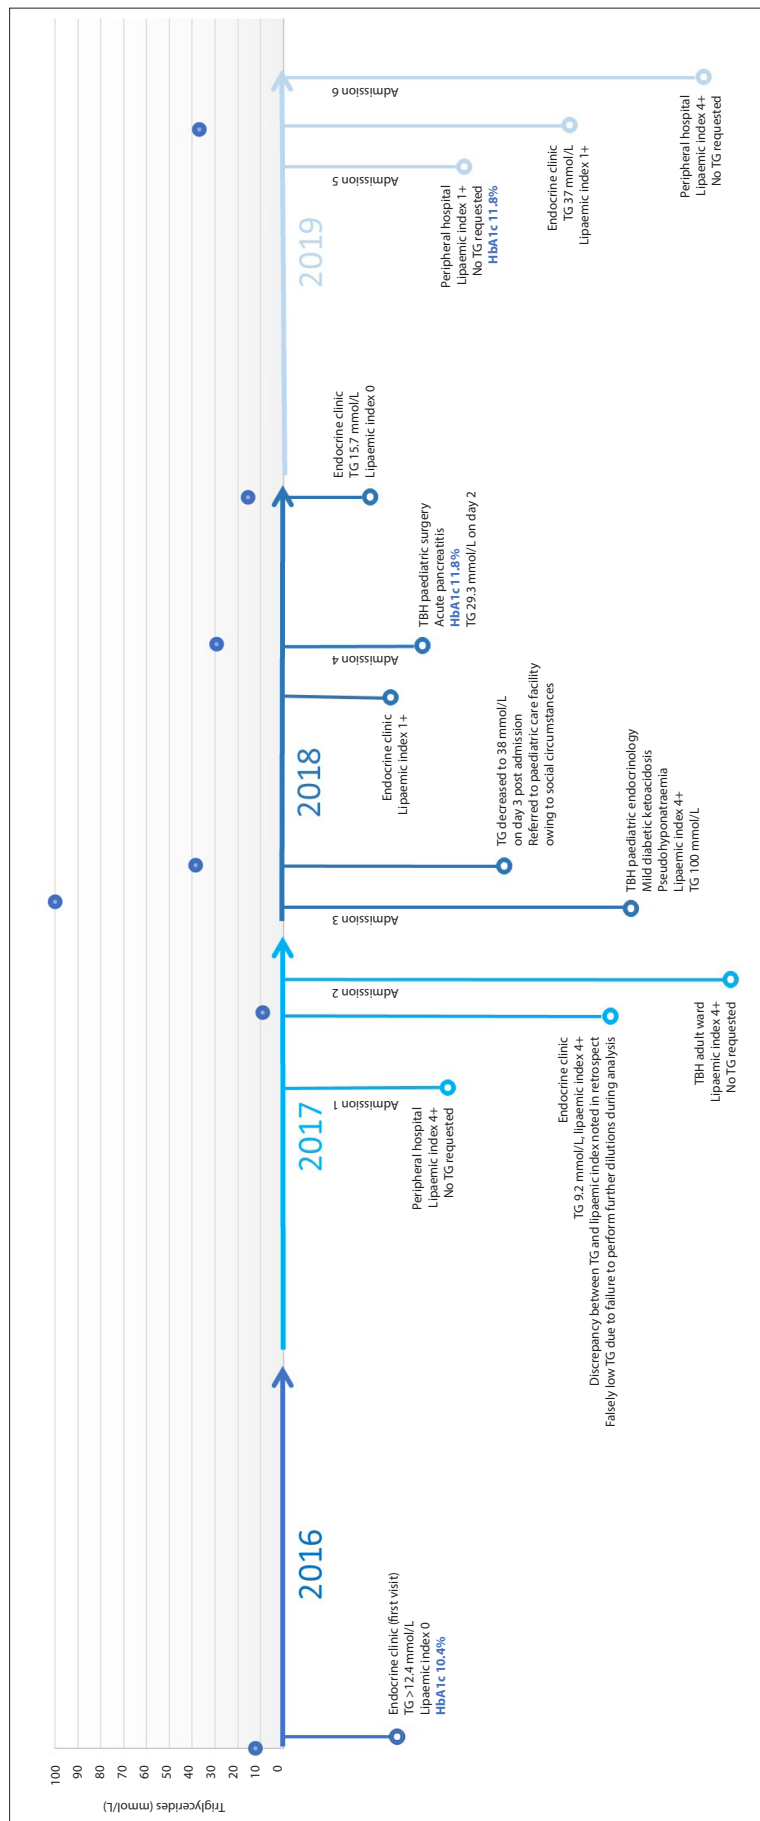 Triglycerides (mmol/L)
100
90
80
70
60
50
40
30
20
10
0
2016
Endocrine clinic (first visit)
TG >12.4 mmol/L
Lipaemic index 0
HbA1c 10.4%
2017
Admission 1
Peripheral hospital
Lipaemic index 4+
No TG requested
Endocrine clinic
TG 9.2 mmol/L, lipaemic index 4+
Discrepancy between TG and lipaemic index noted in retrospect
Falsely low TG due to failure to perform further dilutions during analysis
Admission 2
TBH adult ward
Lipaemic index 4+
No TG requested
2018
Admission 3
TBH paediatric endocrinology
Mild diabetic ketoacidosis
Pseudohyponatraemia
Lipaemic index 4+
TG 100 mmol/L
TG decreased to 38 mmol/L
on day 3 post admission
Referred to paediatric care facility
owing to social circumstances
Endocrine clinic
Lipaemic index 1+
Admission 4
TBH paediatric surgery
Acute pancreatitis
HbA1c 11.8%
TG 29.3 mmol/L on day 2
Endocrine clinic
TG 15.7 mmol/L
Lipaemic index 0
2019
Admission 5
Peripheral hospital
Lipaemic index 1+
No TG requested
HbA1c 11.8%
Endocrine clinic
TG 37 mmol/L
Lipaemic index 1+
Admission 6
Peripheral hospital
Lipaemic index 4+
No TG requested